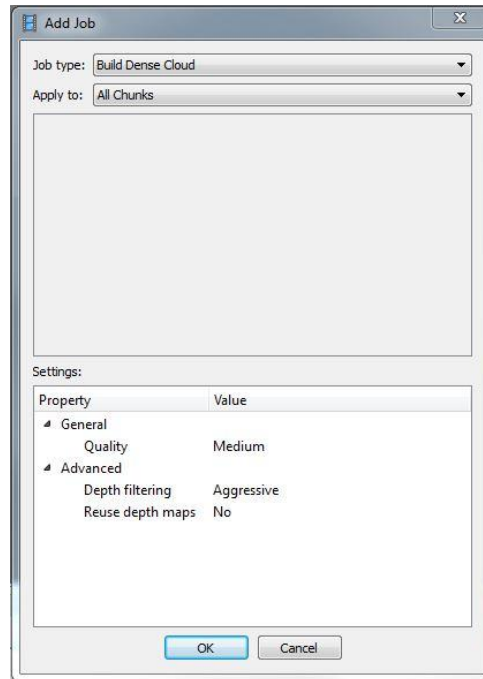 Add Job
Job type: Build Dense Cloud
Apply to: All Chunks
Settings:
Property Value
General
Quality Medium
Advanced
Depth filtering Aggressive
Reuse depth maps No
OK Cancel